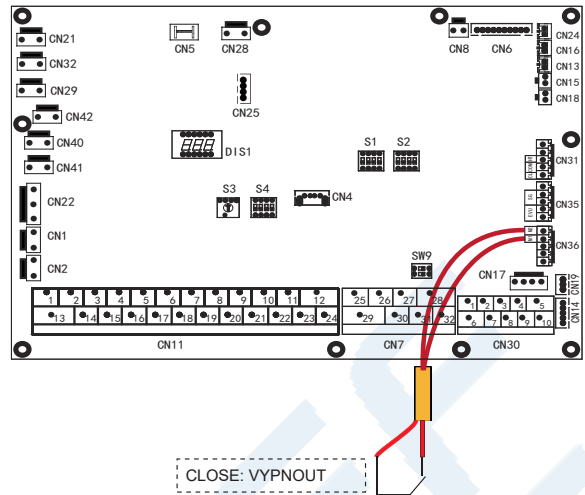 CN21
CN5
CN28
CN8
CN6
CN24
CN16
CN32
CN13
CN15
CN29
CN18
CN25
CN42
DIS1
S1
S2
CN40
CN31
CN41
S3
S4
CN4
SG
EVU
CN35
CN22
M1 M2
CN36
CN1
SW9
CN2
CN17
CN19
1 2 3 4 5 6 7 8 9 10 11 12
25 26 27 28
1 2 3 4 5
CN14
13 14 15 16 17 18 19 20 21 22 23 24
29 30 31 32
6 7 8 9 10
CN11
CN7
CN30
CLOSE: VYPNOUT